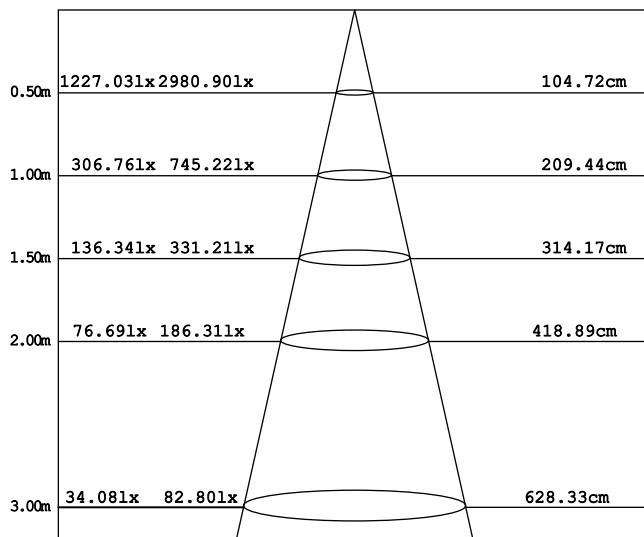 1227.03lx 2980.90lx 104.72cm
0.50m
306.76lx 745.22lx 209.44cm
1.00m
136.34lx 331.21lx 314.17cm
1.50m
76.69lx 186.31lx 418.89cm
2.00m
34.08lx 82.80lx 628.33cm
3.00m